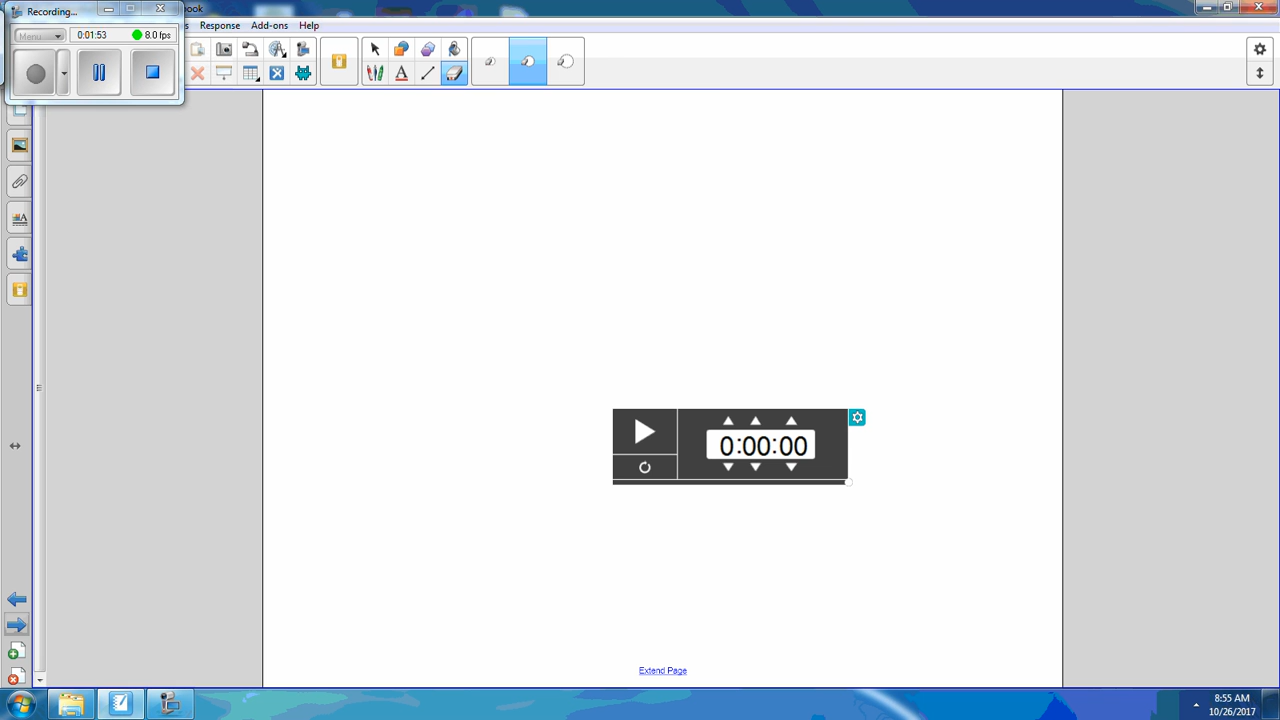 Recording...
ook
s Response Add-ons Help
Menu 0:01:53 8.0 fps
0:00:00
Extend Page
8:55 AM
10/26/2017